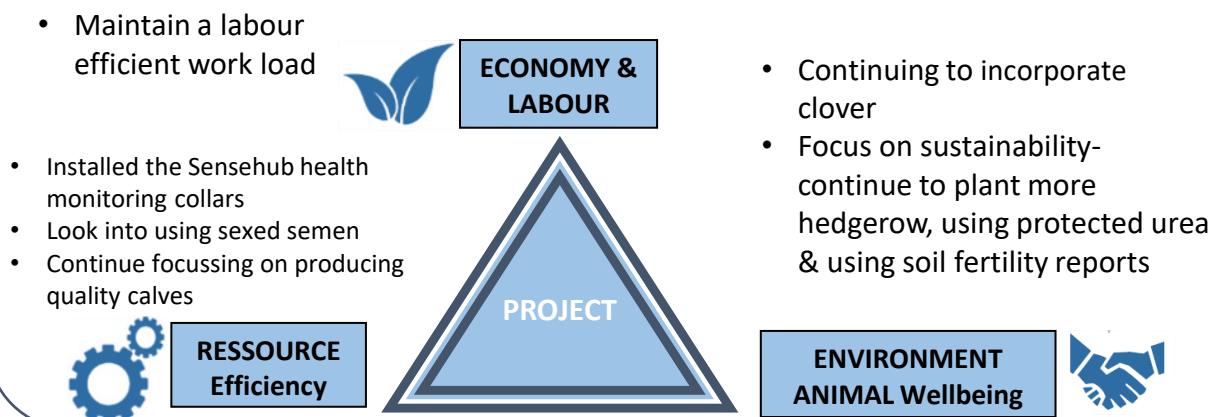 • Maintain a labour
efficient work load
ECONOMY &
LABOUR
• Continuing to incorporate
clover
• Focus on sustainability-
continue to plant more
hedgerow, using protected urea
& using soil fertility reports
• Installed the Sensehub health
monitoring collars
• Look into using sexed semen
• Continue focussing on producing
quality calves
PROJECT
RESSOURCE
Efficiency
ENVIRONMENT
ANIMAL Wellbeing